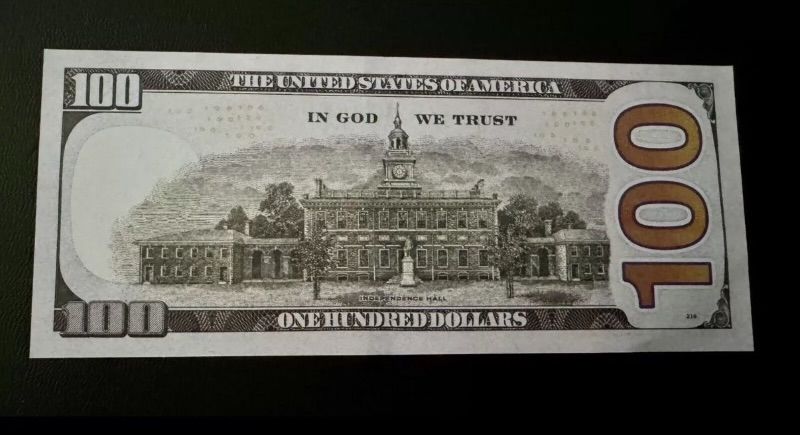 100
THE UNITED STATES OF AMERICA
IN GOD WE TRUST
100
INDEPENDENCE HALL
100
ONE HUNDRED DOLLARS